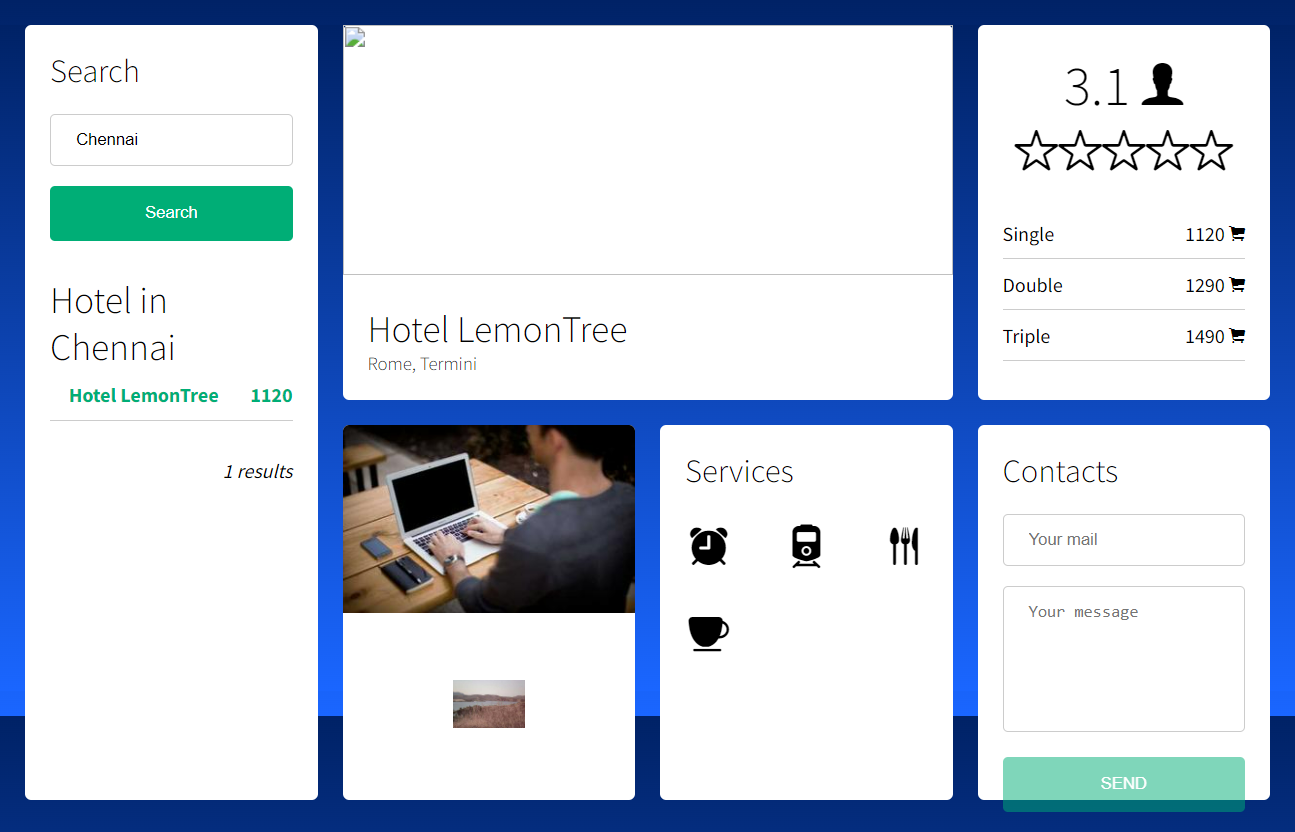 Search
Chennai
Search
Hotel in
Chennai
Hotel LemonTree 1120
1 results
Hotel LemonTree
Rome, Termini
3.1
Single 1120
Double 1290
Triple 1490
Services
Contacts
Your mail
Your message
SEND